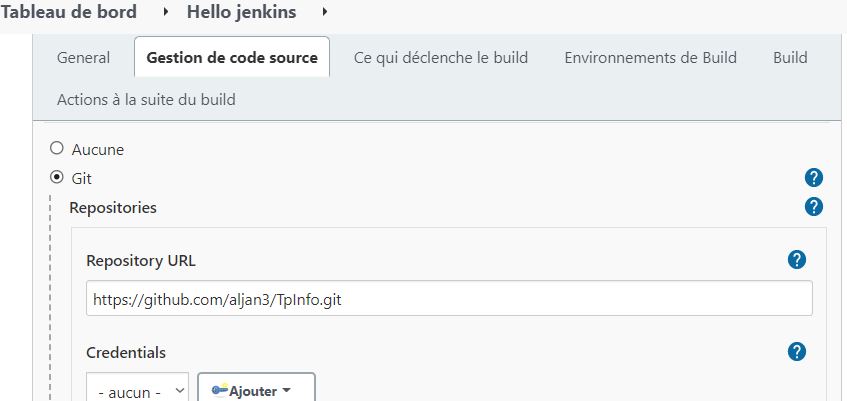 Tableau de bord Hello jenkins
General Gestion de code source Ce qui déclenche le build Environnements de Build Build
Actions à la suite du build
Aucune
Git ?
Repositories ?
Repository URL ?
https://github.com/aljan3/TpInfo.git
Credentials ?
- aucun - Ajouter